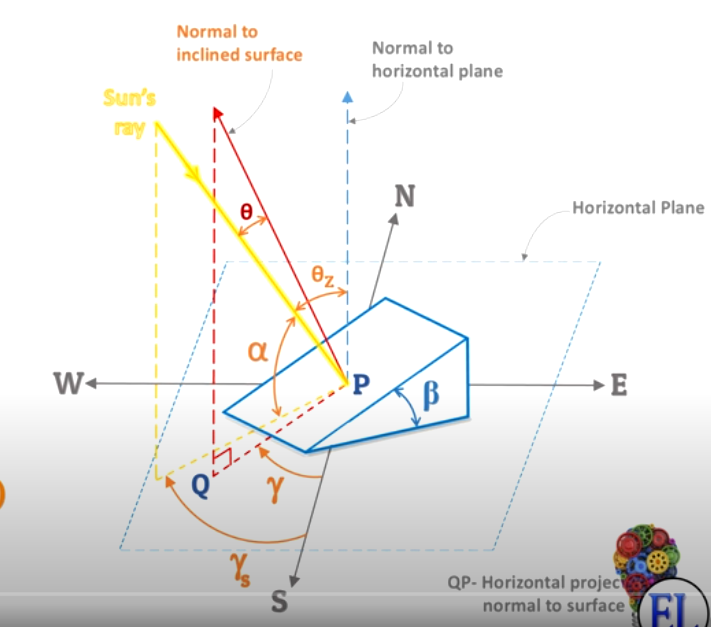 Normal to
inclined surface
Normal to
horizontal plane
Sun's
ray
N
θ
Horizontal Plane
θz
α
W
P
E
β
Q
γ
γs
S
QP- Horizontal projec
normal to surface
EL